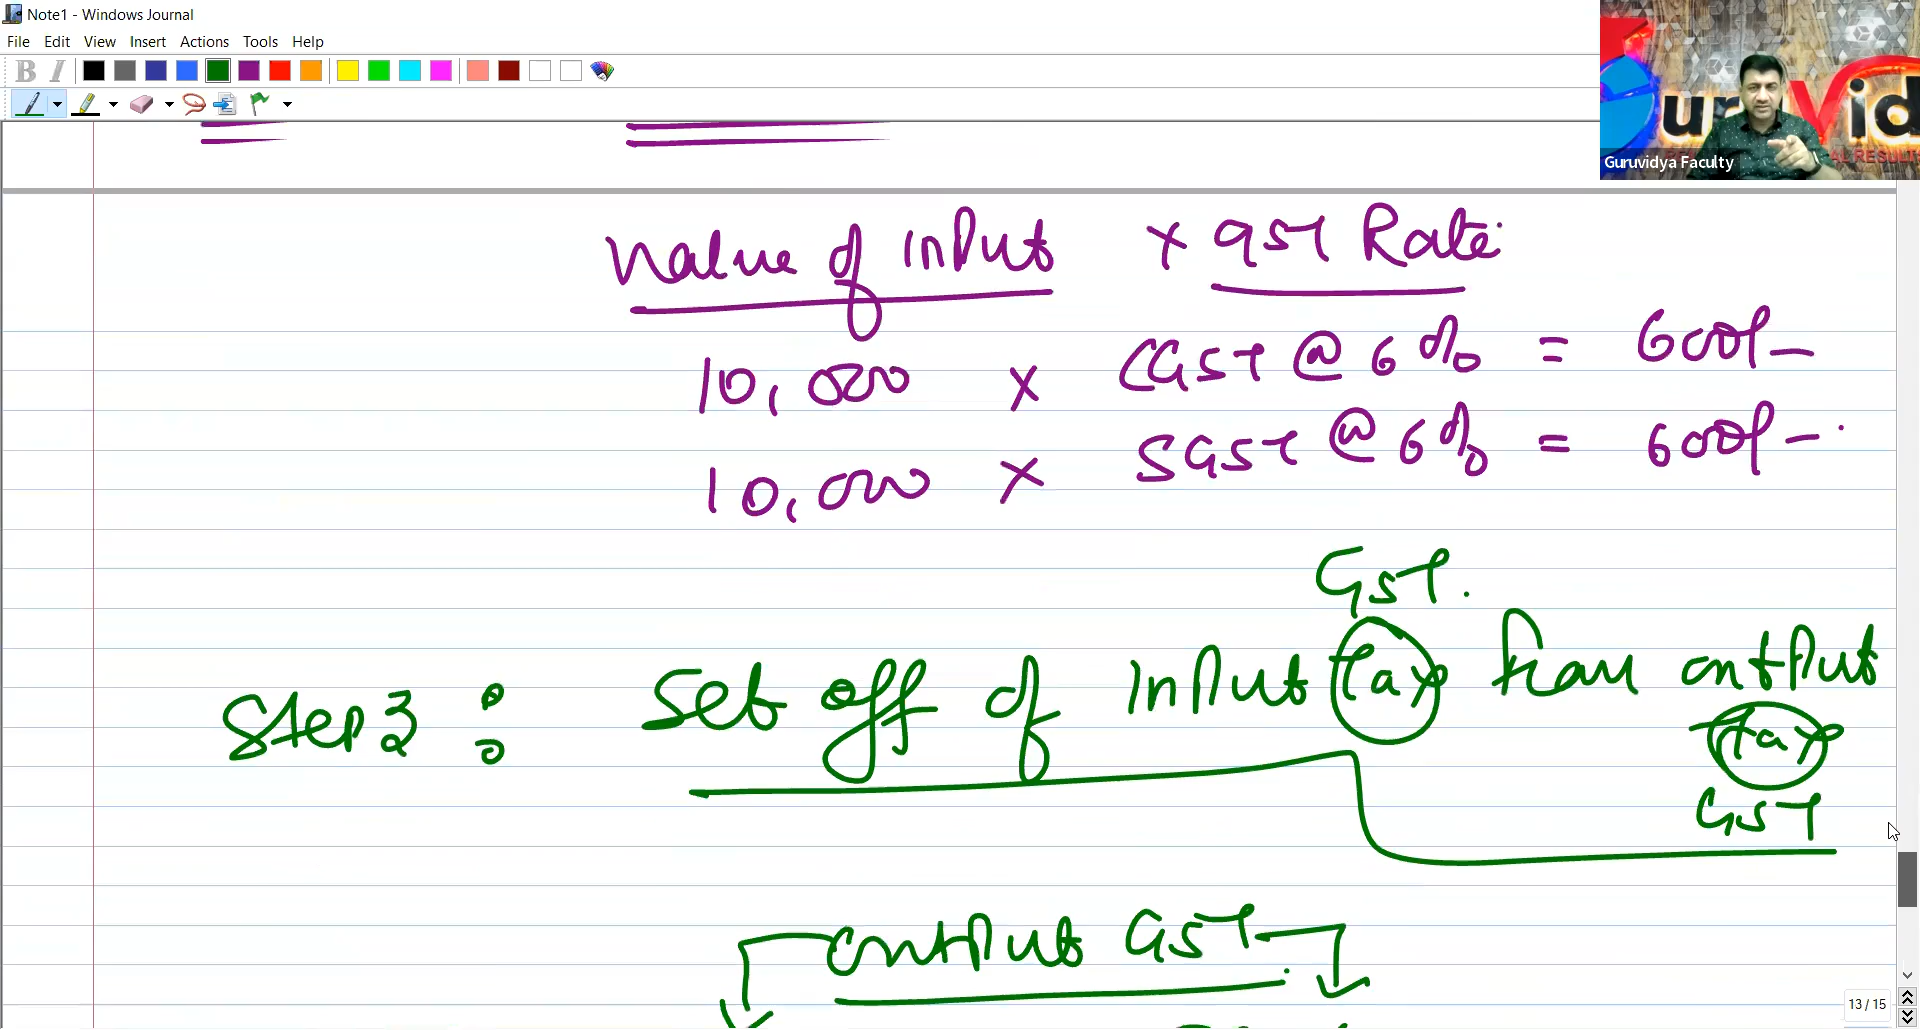 Note1 - Windows Journal
File Edit View Insert Actions Tools Help
B I
Guruvidya Faculty
Value of input × GST Rate
10,000 × CGST @ 6% = 600/-
10,000 × SGST @ 6% = 600/-
GST.
Step 3 : Set off of input Tax from output
Tax
GST
output GST
13 / 15